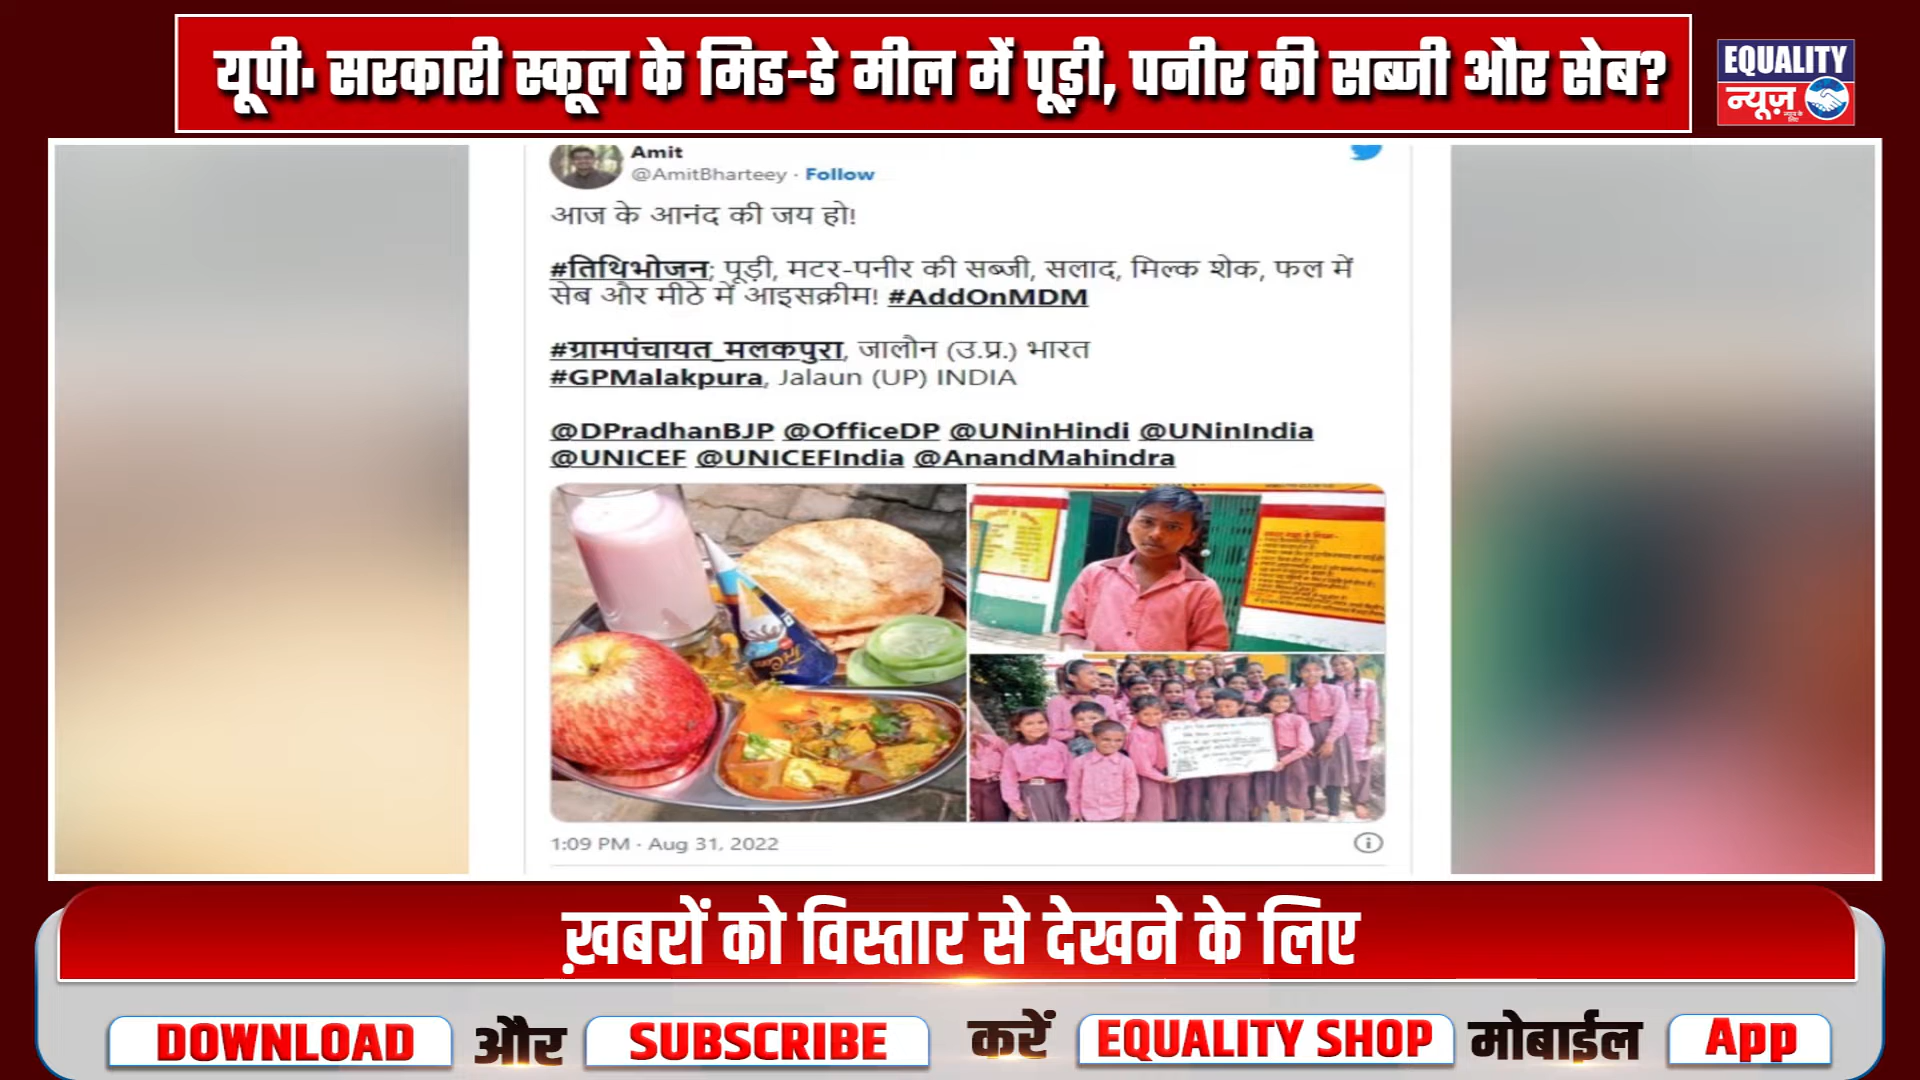 यूपी: सरकारी स्कूल के मिड-डे मील में पूड़ी, पनीर की सब्जी और सेब?
EQUALITY
न्यूज़
Amit
@AmitBharteey · Follow
आज के आनंद की जय हो!
#तिथिभोजन; पूड़ी, मटर-पनीर की सब्जी, सलाद, मिल्क शेक, फल में
सेब और मीठे में आइसक्रीम! #AddOnMDM
#ग्रामपंचायत_मलकपुरा, जालौन (उ.प्र.) भारत
#GPMalakpura, Jalaun (UP) INDIA
@DPradhanBJP @OfficeDP @UNinHindi @UNinIndia
@UNICEF @UNICEFIndia @AnandMahindra
1:09 PM · Aug 31, 2022
ख़बरों को विस्तार से देखने के लिए
DOWNLOAD और SUBSCRIBE करें EQUALITY SHOP मोबाईल App